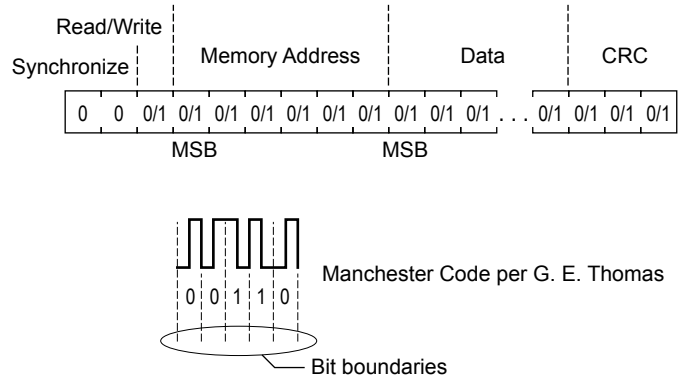 Read/Write
Memory Address Data CRC
Synchronize
0 0 0/1 0/1 0/1 0/1 0/1 0/1 0/1 0/1 0/1 0/1 . . . 0/1 0/1 0/1 0/1
MSB MSB
Manchester Code per G. E. Thomas
0 0 1 1 0
Bit boundaries